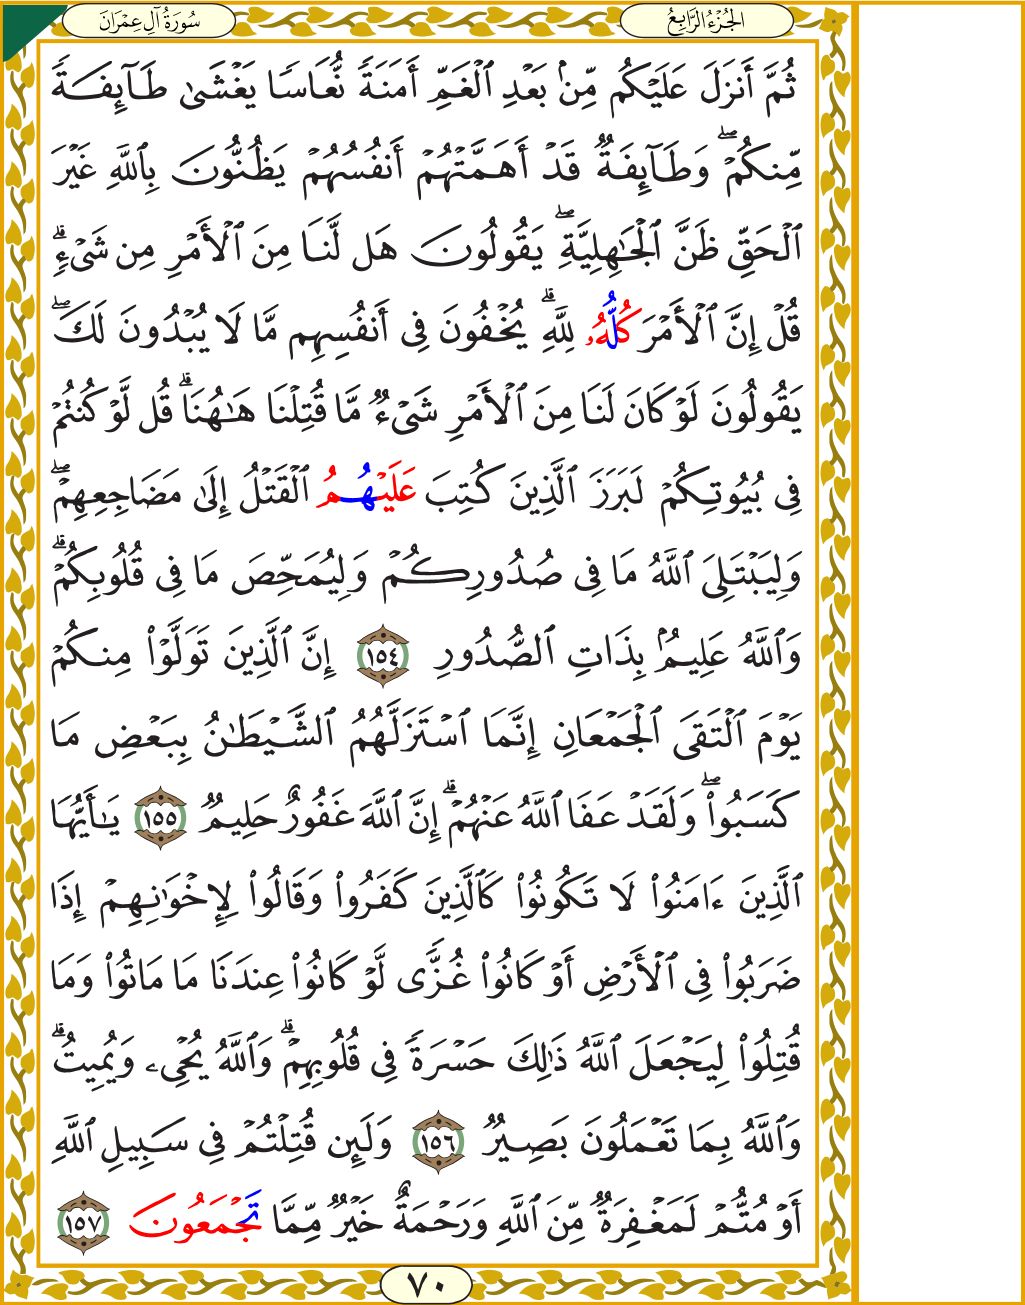 سُورَةُ آلِ عِمْرَانَ
الجُزْءُ الرَّابِعُ
ثُمَّ أَنزَلَ عَلَيْكُم مِّنۢ بَعْدِ ٱلْغَمِّ أَمَنَةً نُّعَاسًا يَغْشَىٰ طَآئِفَةً
مِّنكُمْ ۖ وَطَآئِفَةٌ قَدْ أَهَمَّتْهُمْ أَنفُسُهُمْ يَظُنُّونَ بِٱللَّهِ غَيْرَ
ٱلْحَقِّ ظَنَّ ٱلْجَـٰهِلِيَّةِ ۖ يَقُولُونَ هَل لَّنَا مِنَ ٱلْأَمْرِ مِن شَىْءٍ ۗ
قُلْ إِنَّ ٱلْأَمْرَ كُلُّهُۥ لِلَّهِ ۗ يُخْفُونَ فِىٓ أَنفُسِهِم مَّا لَا يُبْدُونَ لَكَ ۖ
يَقُولُونَ لَوْ كَانَ لَنَا مِنَ ٱلْأَمْرِ شَىْءٌ مَّا قُتِلْنَا هَـٰهُنَا ۗ قُل لَّوْ كُنتُمْ
فِى بُيُوتِكُمْ لَبَرَزَ ٱلَّذِينَ كُتِبَ عَلَيْهُمُ ٱلْقَتْلُ إِلَىٰ مَضَاجِعِهِمْ ۖ
وَلِيَبْتَلِىَ ٱللَّهُ مَا فِى صُدُورِكُمْ وَلِيُمَحِّصَ مَا فِى قُلُوبِكُمْ ۗ
وَٱللَّهُ عَلِيمٌۢ بِذَاتِ ٱلصُّدُورِ ١٥٤ إِنَّ ٱلَّذِينَ تَوَلَّوْا۟ مِنكُمْ
يَوْمَ ٱلْتَقَى ٱلْجَمْعَانِ إِنَّمَا ٱسْتَزَلَّهُمُ ٱلشَّيْطَـٰنُ بِبَعْضِ مَا
كَسَبُوا۟ ۖ وَلَقَدْ عَفَا ٱللَّهُ عَنْهُمْ ۗ إِنَّ ٱللَّهَ غَفُورٌ حَلِيمٌ ١٥٥ يَـٰٓأَيُّهَا
ٱلَّذِينَ ءَامَنُوا۟ لَا تَكُونُوا۟ كَٱلَّذِينَ كَفَرُوا۟ وَقَالُوا۟ لِإِخْوَٰنِهِمْ إِذَا
ضَرَبُوا۟ فِى ٱلْأَرْضِ أَوْ كَانُوا۟ غُزًّى لَّوْ كَانُوا۟ عِندَنَا مَا مَاتُوا۟ وَمَا
قُتِلُوا۟ لِيَجْعَلَ ٱللَّهُ ذَٰلِكَ حَسْرَةً فِى قُلُوبِهِمْ ۗ وَٱللَّهُ يُحْىِۦ وَيُمِيتُ ۗ
وَٱللَّهُ بِمَا تَعْمَلُونَ بَصِيرٌ ١٥٦ وَلَئِن قُتِلْتُمْ فِى سَبِيلِ ٱللَّهِ
أَوْ مُتُّمْ لَمَغْفِرَةٌ مِّنَ ٱللَّهِ وَرَحْمَةٌ خَيْرٌ مِّمَّا تَجْمَعُونَ ١٥٧
٧٠